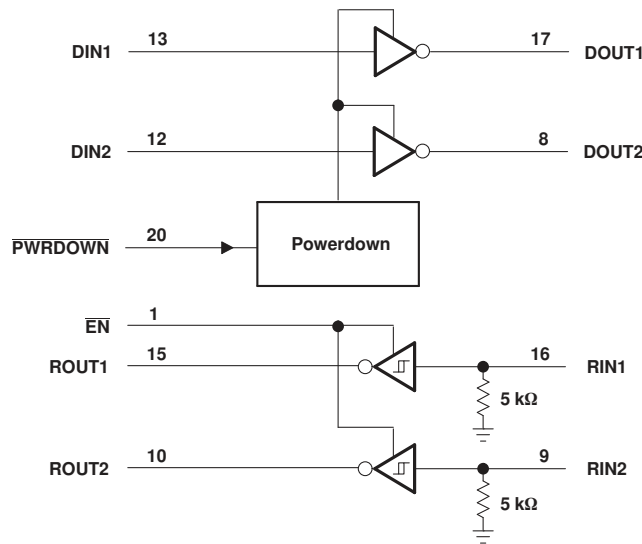 DIN1 13 17 DOUT1
DIN2 12 8 DOUT2
PWRDOWN 20 Powerdown
EN 1
ROUT1 15 16 RIN1
5 kΩ
ROUT2 10 9 RIN2
5 kΩ